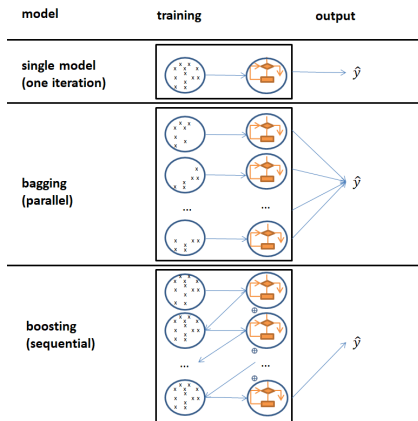 model training output
single model
(one iteration)
ŷ
bagging
(parallel)
... ...
ŷ
boosting
(sequential)
⊕
⊕
... ...
⊕
ŷ